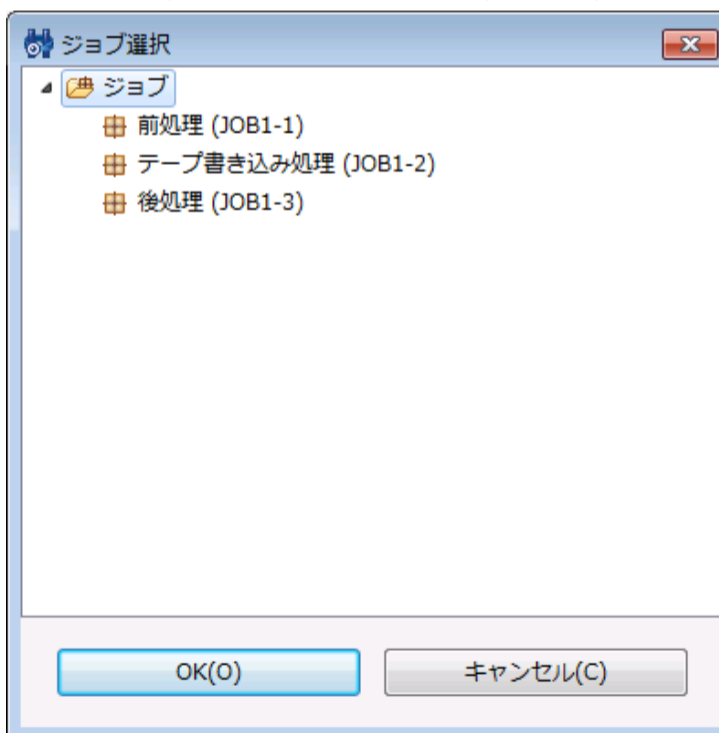 ジョブ選択
ジョブ
前処理 (JOB1-1)
テープ書き込み処理 (JOB1-2)
後処理 (JOB1-3)
OK(O)
キャンセル(C)